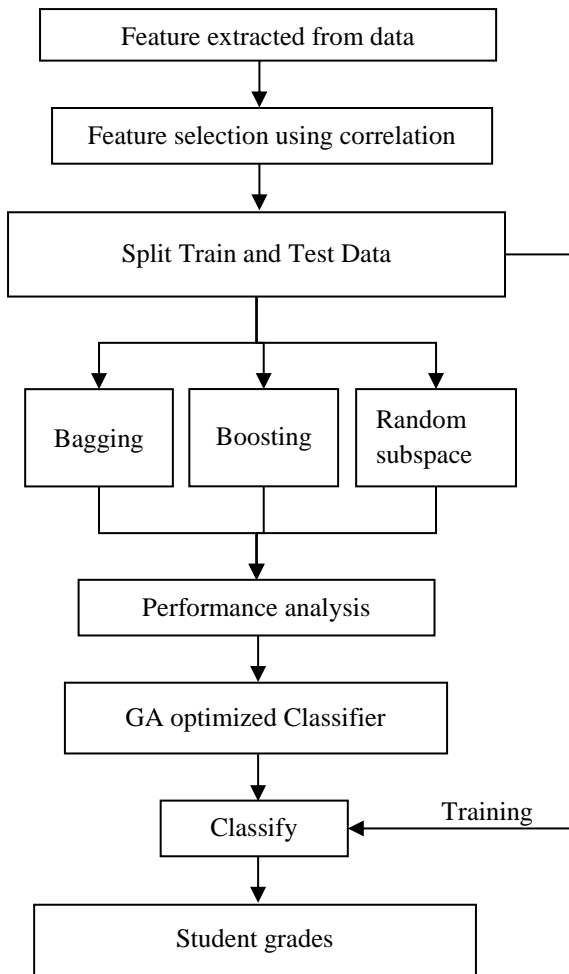 Feature extracted from data
Feature selection using correlation
Split Train and Test Data
Bagging
Boosting
Random
subspace
Performance analysis
GA optimized Classifier
Training
Classify
Student grades